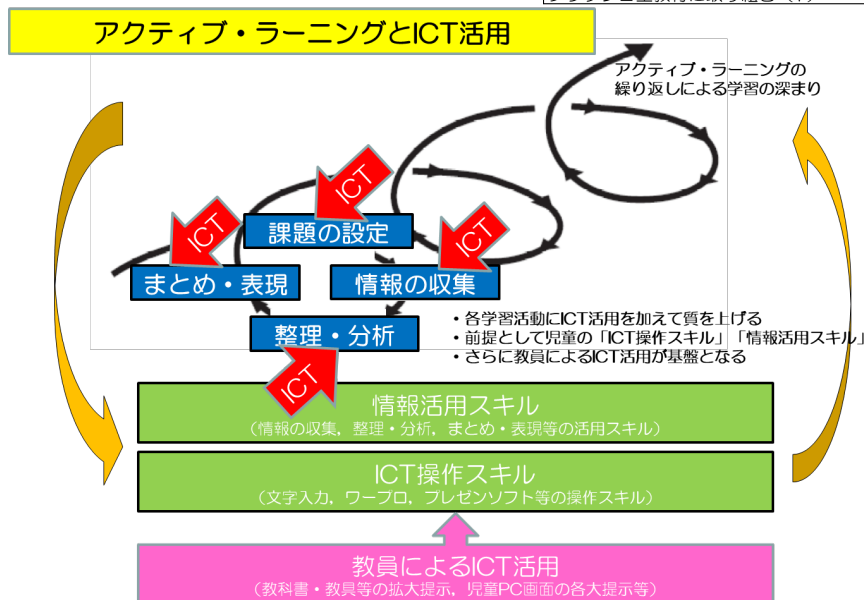 アクティブ・ラーニングとICT活用
アクティブ・ラーニングの
繰り返しによる学習の深まり
ICT
ICT
ICT
課題の設定
まとめ・表現
情報の収集
整理・分析
ICT
・各学習活動にICT活用を加えて質を上げる
・前提として児童の「ICT操作スキル」「情報活用スキル」
・さらに教員によるICT活用が基盤となる
情報活用スキル
(情報の収集，整理・分析，まとめ・表現等の活用スキル)
ICT操作スキル
(文字入力，ワープロ，プレゼンソフト等の操作スキル)
教員によるICT活用
(教科書・教具等の拡大提示，児童PC画面の各大提示等)